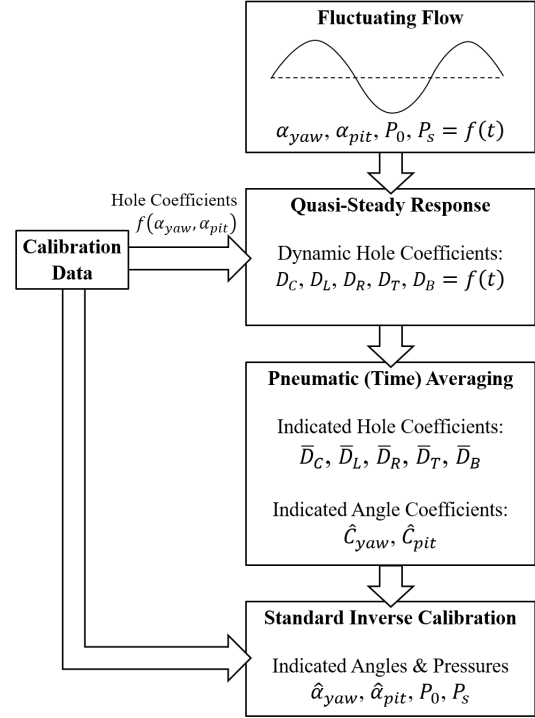 Fluctuating Flow
α_yaw, α_pit, P_0, P_s = f(t)
Hole Coefficients
f(α_yaw, α_pit)
Calibration
Data
Quasi-Steady Response
Dynamic Hole Coefficients:
D_C, D_L, D_R, D_T, D_B = f(t)
Pneumatic (Time) Averaging
Indicated Hole Coefficients:
D̅_C, D̅_L, D̅_R, D̅_T, D̅_B
Indicated Angle Coefficients:
Ĉ_yaw, Ĉ_pit
Standard Inverse Calibration
Indicated Angles & Pressures
α̂_yaw, α̂_pit, P_0, P_s